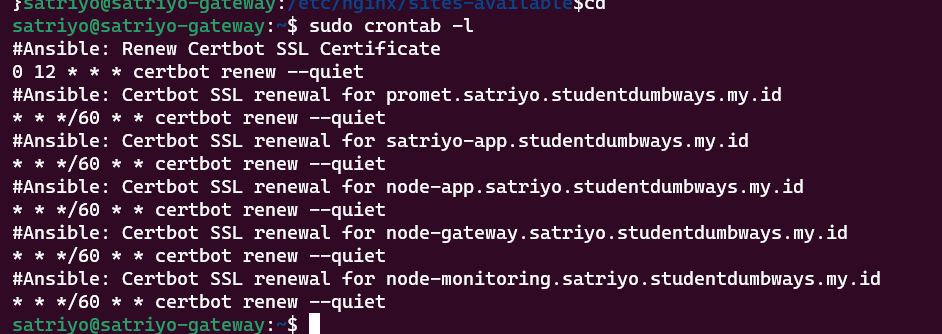 }satriyo@satriyo-gateway:/etc/nginx/sites-available$cd
satriyo@satriyo-gateway:~$ sudo crontab -l
#Ansible: Renew Certbot SSL Certificate
0 12 * * * certbot renew --quiet
#Ansible: Certbot SSL renewal for promet.satriyo.studentdumbways.my.id
* * */60 * * certbot renew --quiet
#Ansible: Certbot SSL renewal for satriyo-app.studentdumbways.my.id
* * */60 * * certbot renew --quiet
#Ansible: Certbot SSL renewal for node-app.satriyo.studentdumbways.my.id
* * */60 * * certbot renew --quiet
#Ansible: Certbot SSL renewal for node-gateway.satriyo.studentdumbways.my.id
* * */60 * * certbot renew --quiet
#Ansible: Certbot SSL renewal for node-monitoring.satriyo.studentdumbways.my.id
* * */60 * * certbot renew --quiet
satriyo@satriyo-gateway:~$